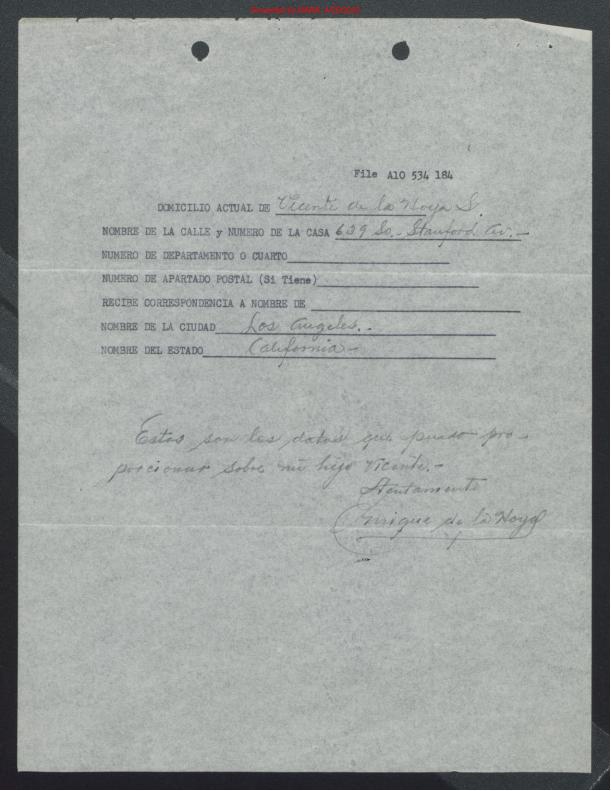 File A10 534 184
DOMICILIO ACTUAL DE Vicente de la Hoya S.
NOMBRE DE LA CALLE y NUMERO DE LA CASA 629 So. Stanford Av. -
NUMERO DE DEPARTAMENTO O CUARTO
NUMERO DE APARTADO POSTAL (Si Tiene)
RECIBE CORRESPONDENCIA A NOMBRE DE
NOMBRE DE LA CIUDAD Los Angeles. -
NOMBRE DEL ESTADO California -
Estos son los datos que puedo pro-
porcionar sobre mi hijo Vicente. -
Atentamente
Enrique de la Hoya